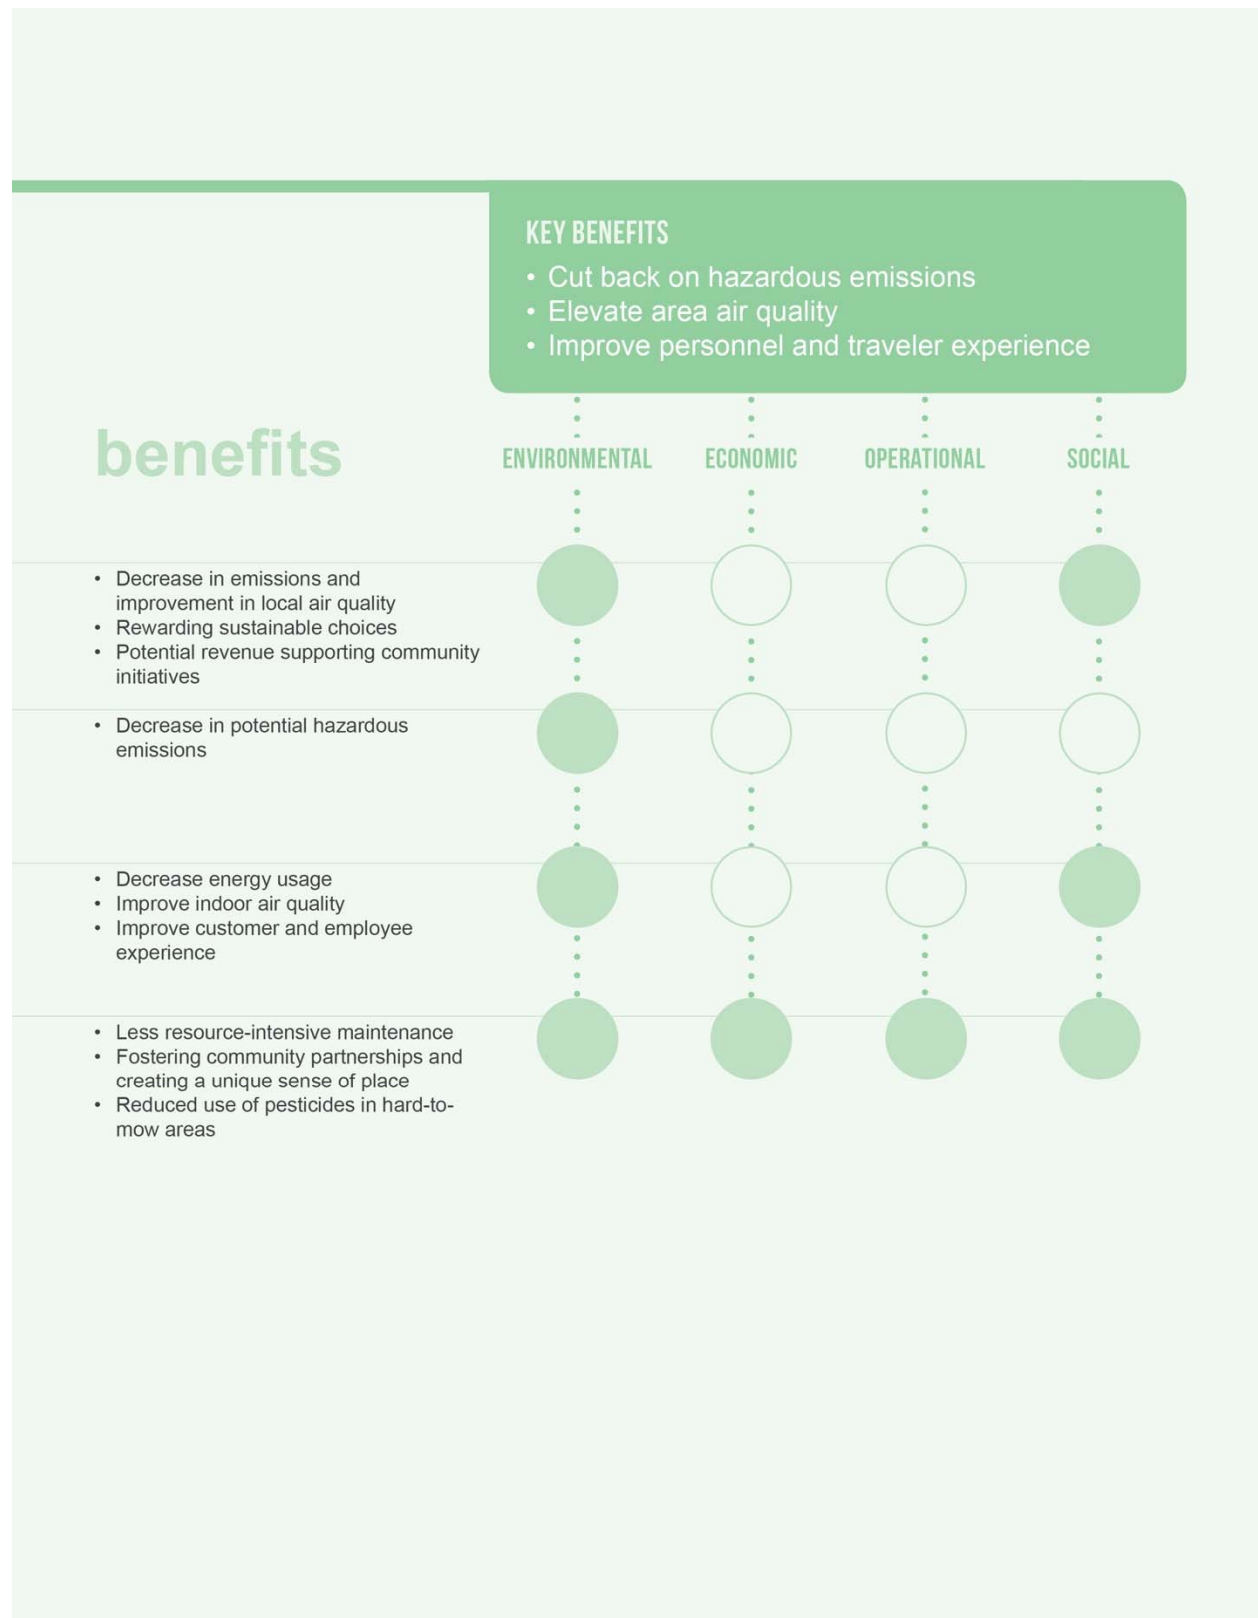 KEY BENEFITS
• Cut back on hazardous emissions
• Elevate area air quality
• Improve personnel and traveler experience
benefits
ENVIRONMENTAL ECONOMIC OPERATIONAL SOCIAL
• Decrease in emissions and
improvement in local air quality
• Rewarding sustainable choices
• Potential revenue supporting community
initiatives
• Decrease in potential hazardous
emissions
• Decrease energy usage
• Improve indoor air quality
• Improve customer and employee
experience
• Less resource-intensive maintenance
• Fostering community partnerships and
creating a unique sense of place
• Reduced use of pesticides in hard-to-
mow areas